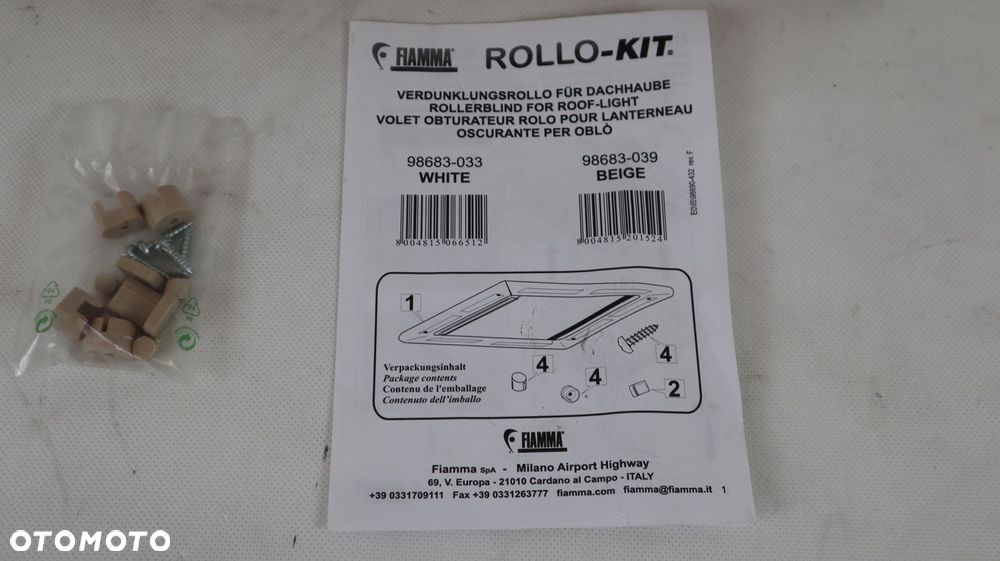 FIAMMA® ROLLO-KIT®
VERDUNKLUNGSROLLO FÜR DACHHAUBE
ROLLERBLIND FOR ROOF-LIGHT
VOLET OBTURATEUR ROLO POUR LANTERNEAU
OSCURANTE PER OBLÒ
98683-033
WHITE
8 004815 066512
98683-039
BEIGE
8 004815 201524
98690-432 rev. F
1
4
4
4
2
Verpackungsinhalt
Package contents
Contenu de l'emballage
Contenuto dell'imballo
FIAMMA®
Fiamma SpA - Milano Airport Highway
69, V. Europa - 21010 Cardano al Campo - ITALY
+39 0331709111 Fax +39 0331263777 fiamma.com fiamma@fiamma.it 1
OTOMOTO